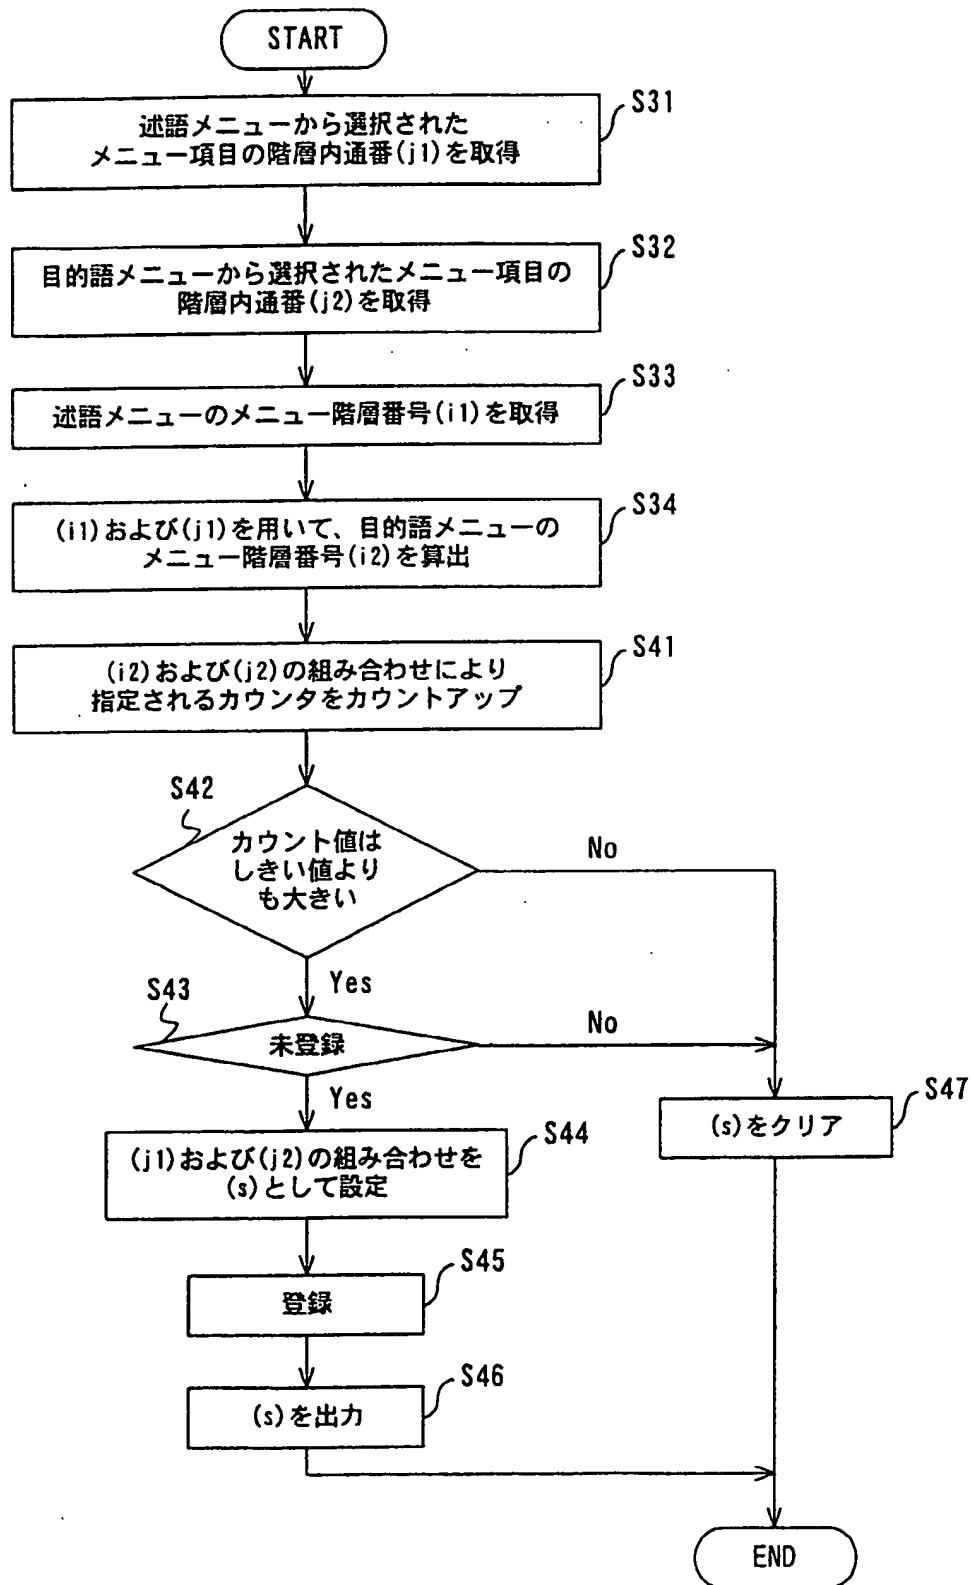 START
S31
述語メニューから選択された
メニュー項目の階層内通番(j1)を取得
S32
目的語メニューから選択されたメニュー項目の
階層内通番(j2)を取得
S33
述語メニューのメニュー階層番号(i1)を取得
S34
(i1)および(j1)を用いて、目的語メニューの
メニュー階層番号(i2)を算出
S41
(i2)および(j2)の組み合わせにより
指定されるカウンタをカウントアップ
S42
カウント値は
しきい値より
も大きい
No
Yes
S43
未登録
No
Yes
S47
(s)をクリア
S44
(j1)および(j2)の組み合わせを
(s)として設定
S45
登録
S46
(s)を出力
END